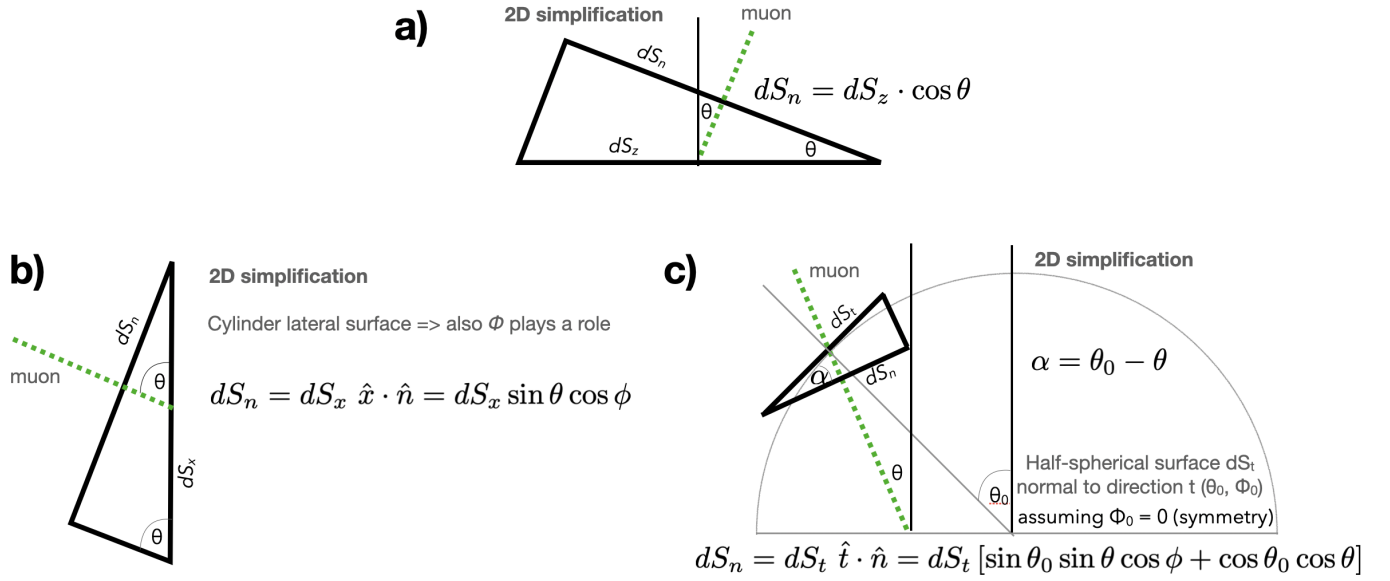 a)
2D simplification
muon
dSₙ
dSₙ = dS_z · cos θ
θ
dS_z
θ
b)
2D simplification
Cylinder lateral surface => also Φ plays a role
dSₙ
muon
θ
dSₙ = dSₓ x̂ · n̂ = dSₓ sin θ cos ϕ
dSₓ
θ
c)
muon
2D simplification
dSₜ
α = θ₀ − θ
α
dSₙ
θ
θ₀
Half-spherical surface dSₜ
normal to direction t (θ₀, Φ₀)
assuming Φ₀ = 0 (symmetry)
dSₙ = dSₜ t̂ · n̂ = dSₜ [sin θ₀ sin θ cos ϕ + cos θ₀ cos θ]